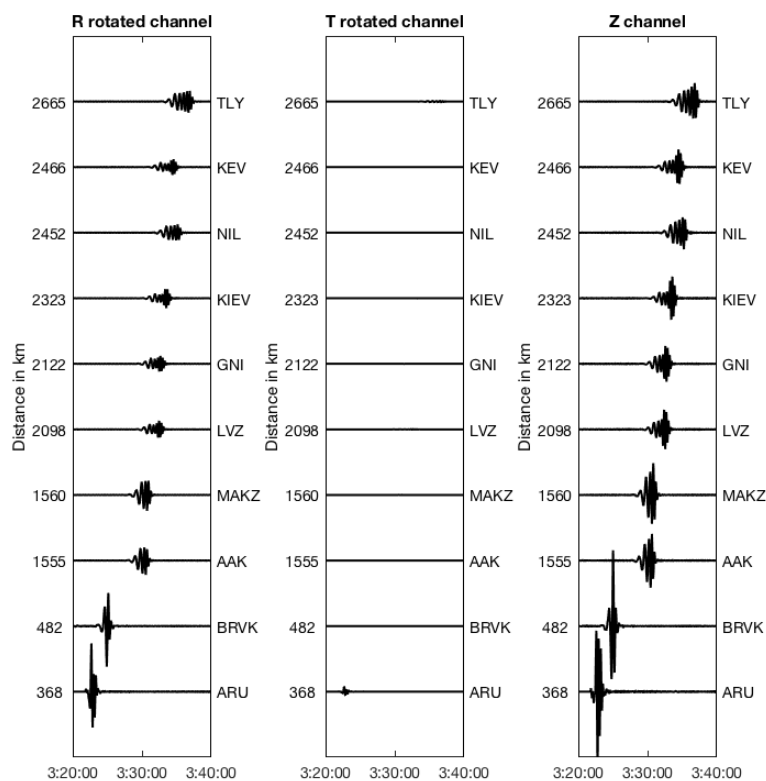 R rotated channel
Distance in km
2665 TLY
2466 KEV
2452 NIL
2323 KIEV
2122 GNI
2098 LVZ
1560 MAKZ
1555 AAK
482 BRVK
368 ARU
3:20:00 3:30:00 3:40:00
T rotated channel
Distance in km
2665 TLY
2466 KEV
2452 NIL
2323 KIEV
2122 GNI
2098 LVZ
1560 MAKZ
1555 AAK
482 BRVK
368 ARU
3:20:00 3:30:00 3:40:00
Z channel
Distance in km
2665 TLY
2466 KEV
2452 NIL
2323 KIEV
2122 GNI
2098 LVZ
1560 MAKZ
1555 AAK
482 BRVK
368 ARU
3:20:00 3:30:00 3:40:00